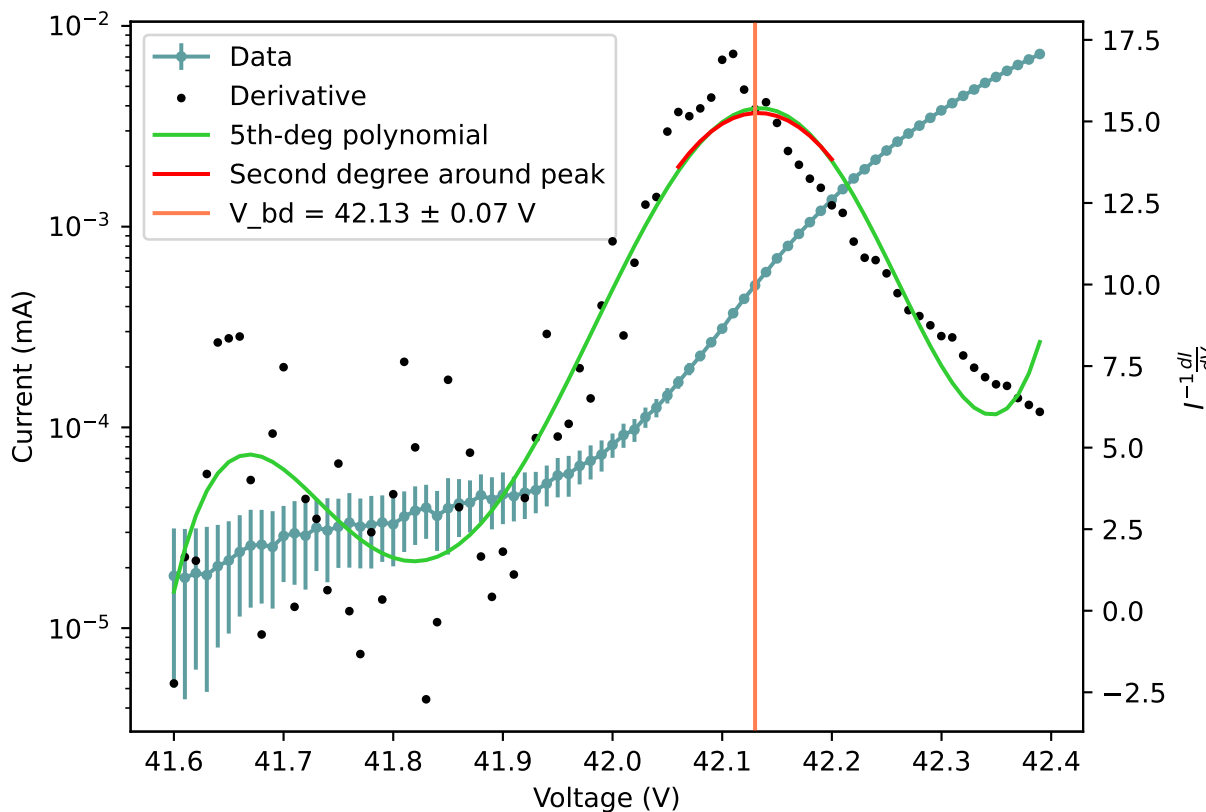 Data
Derivative
5th-deg polynomial
Second degree around peak
V_bd = 42.13 ± 0.07 V
10⁻²
10⁻³
10⁻⁴
10⁻⁵
Current (mA)
17.5
15.0
12.5
10.0
7.5
5.0
2.5
0.0
−2.5
41.6 41.7 41.8 41.9 42.0 42.1 42.2 42.3 42.4
Voltage (V)